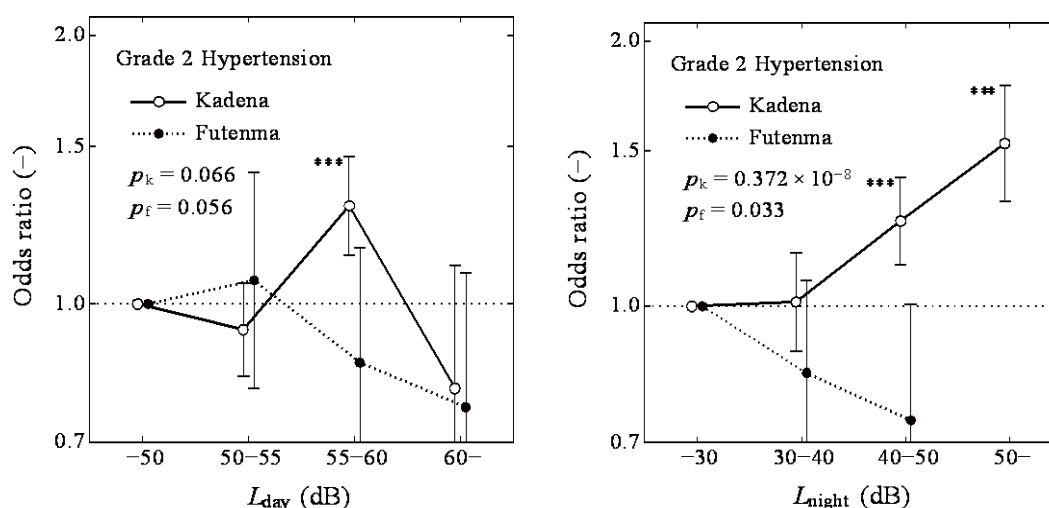 2.0
Grade 2 Hypertension
Kadena
Futenma
1.5
***
pk = 0.066
pf = 0.056
Odds ratio (−)
1.0
0.7
−50
50−55
55−60
60−
Lday (dB)
2.0
Grade 2 Hypertension
Kadena
Futenma
***
1.5
pk = 0.372 × 10−8
***
pf = 0.033
Odds ratio (−)
1.0
0.7
−30
30−40
40−50
50−
Lnight (dB)